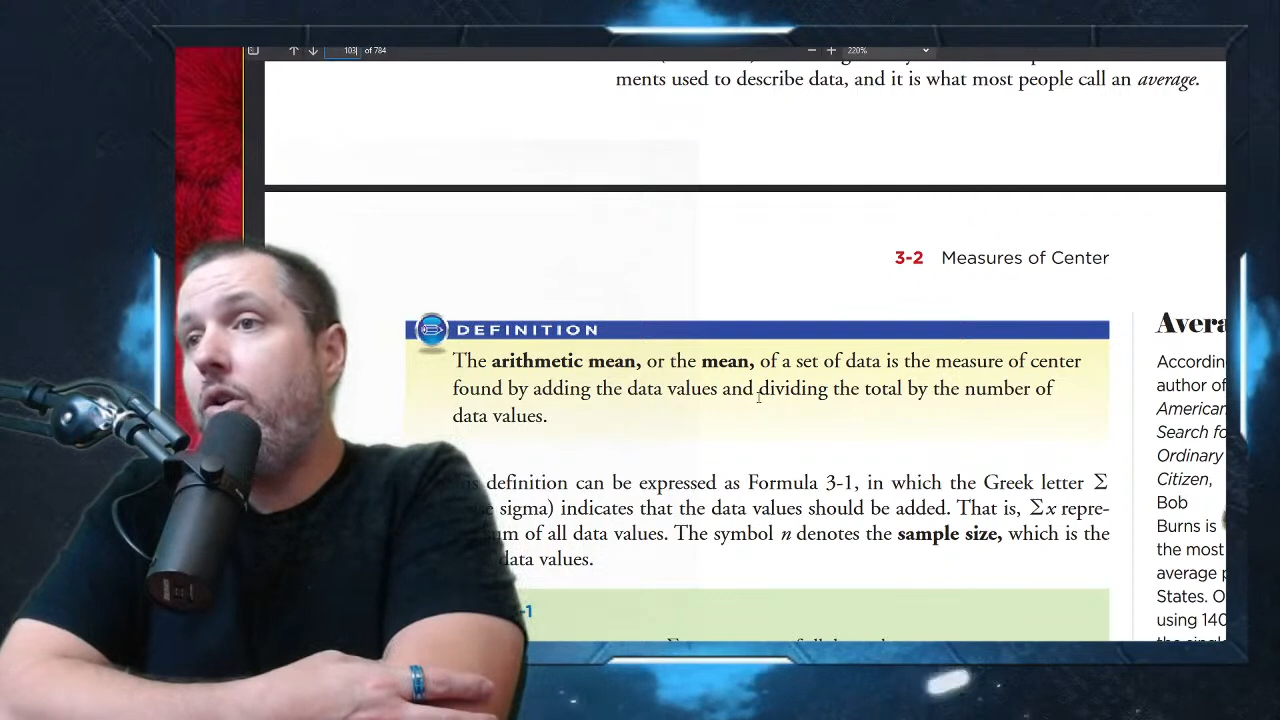 103 of 784
220%
ments used to describe data, and it is what most people call an average.
3-2 Measures of Center
DEFINITION
The arithmetic mean, or the mean, of a set of data is the measure of center
found by adding the data values and dividing the total by the number of
data values.
definition can be expressed as Formula 3-1, in which the Greek letter Σ
sigma) indicates that the data values should be added. That is, Σx repre-
of all data values. The symbol n denotes the sample size, which is the
data values.
-1
Accordin
author of
American
Search fo
Ordinary
Citizen,
Bob
Burns is
the most
average p
States. O
using 140